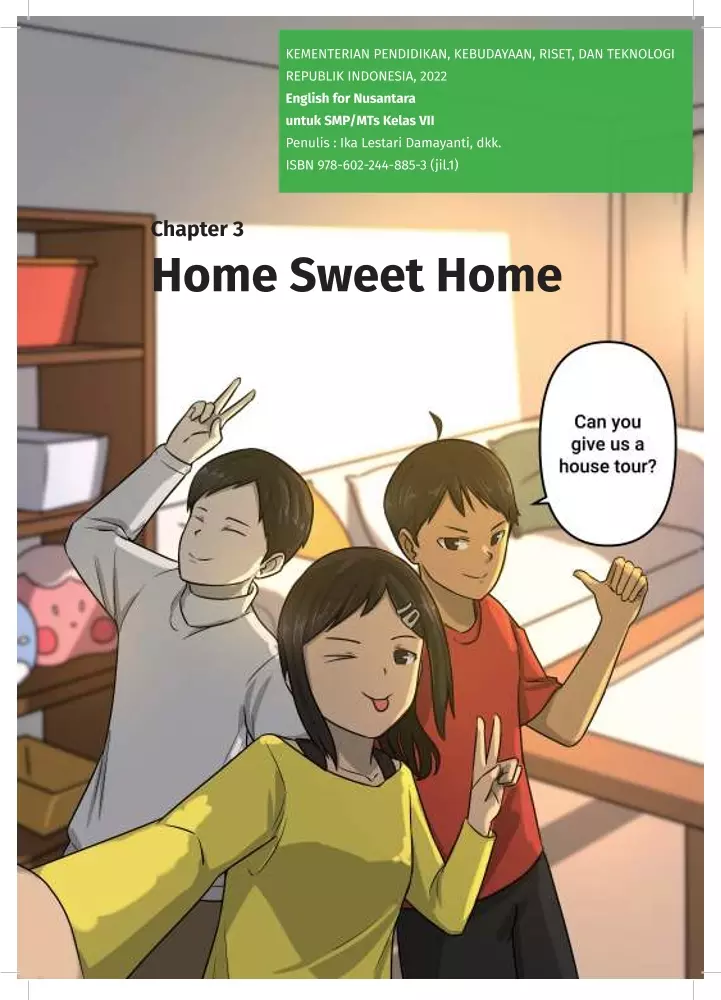 KEMENTERIAN PENDIDIKAN, KEBUDAYAAN, RISET, DAN TEKNOLOGI
REPUBLIK INDONESIA, 2022
English for Nusantara
untuk SMP/MTs Kelas VII
Penulis : Ika Lestari Damayanti, dkk.
ISBN 978-602-244-885-3 (jil.1)
Chapter 3
Home Sweet Home
Can you
give us a
house tour?